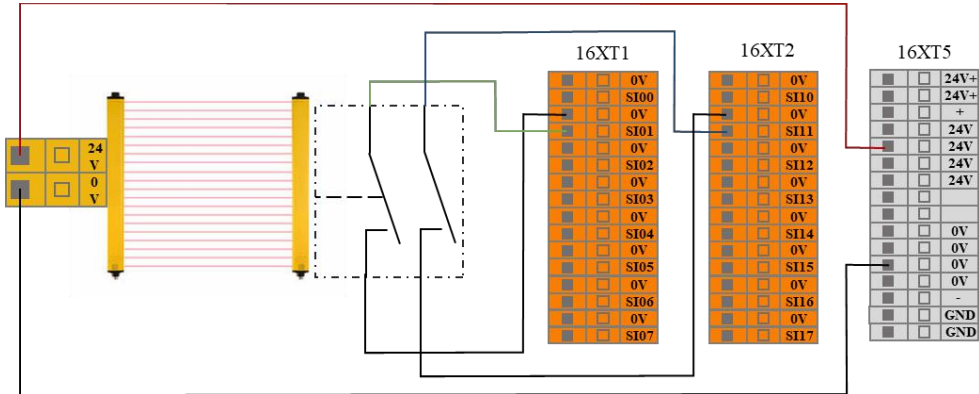 16XT1
16XT2
16XT5
24
V
0
V
0V
SI00
0V
SI01
0V
SI02
0V
SI03
0V
SI04
0V
SI05
0V
SI06
0V
SI07
0V
SI10
0V
SI11
0V
SI12
0V
SI13
0V
SI14
0V
SI15
0V
SI16
0V
SI17
24V+
24V+
+
24V
24V
24V
24V
0V
0V
0V
0V
-
GND
GND